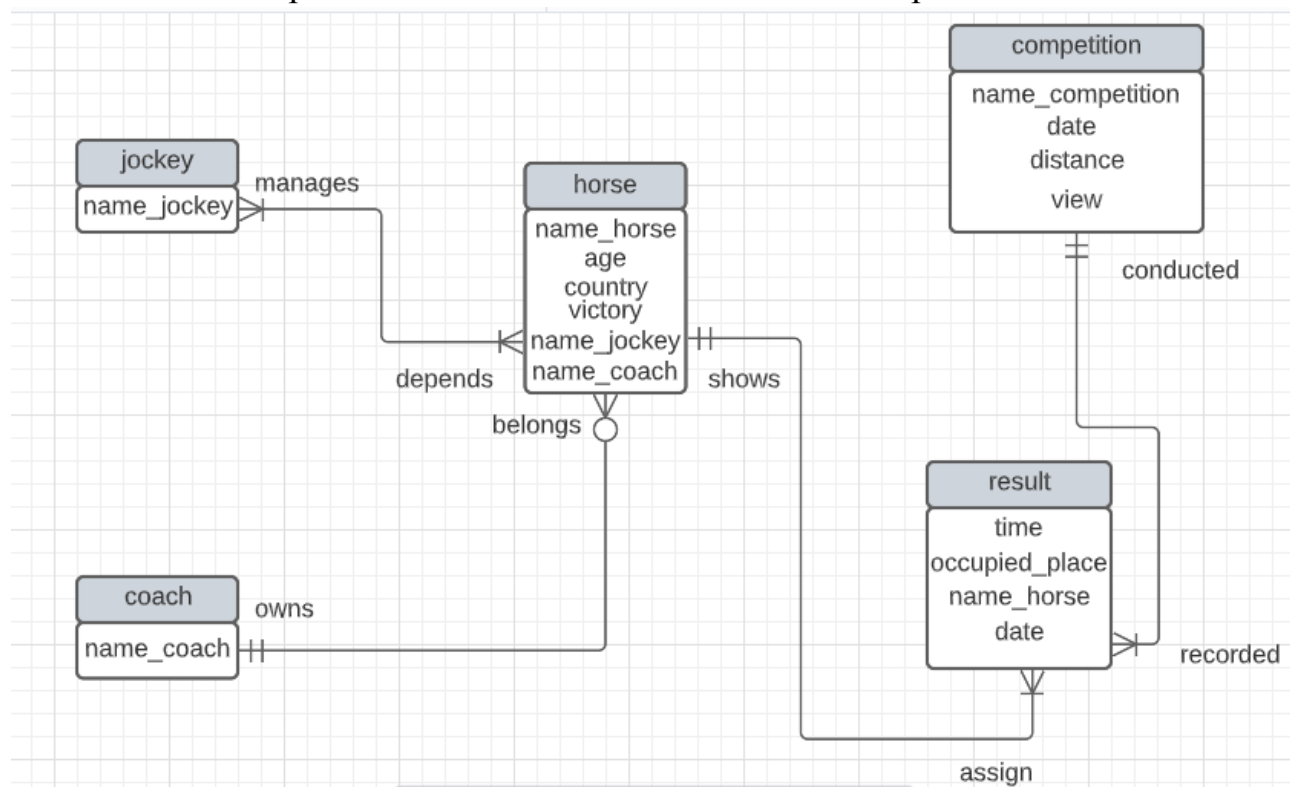 competition
name_competition
date
distance
view
conducted
jockey
name_jockey
manages
horse
name_horse
age
country
victory
name_jockey
name_coach
depends
shows
belongs
coach
name_coach
owns
result
time
occupied_place
name_horse
date
recorded
assign